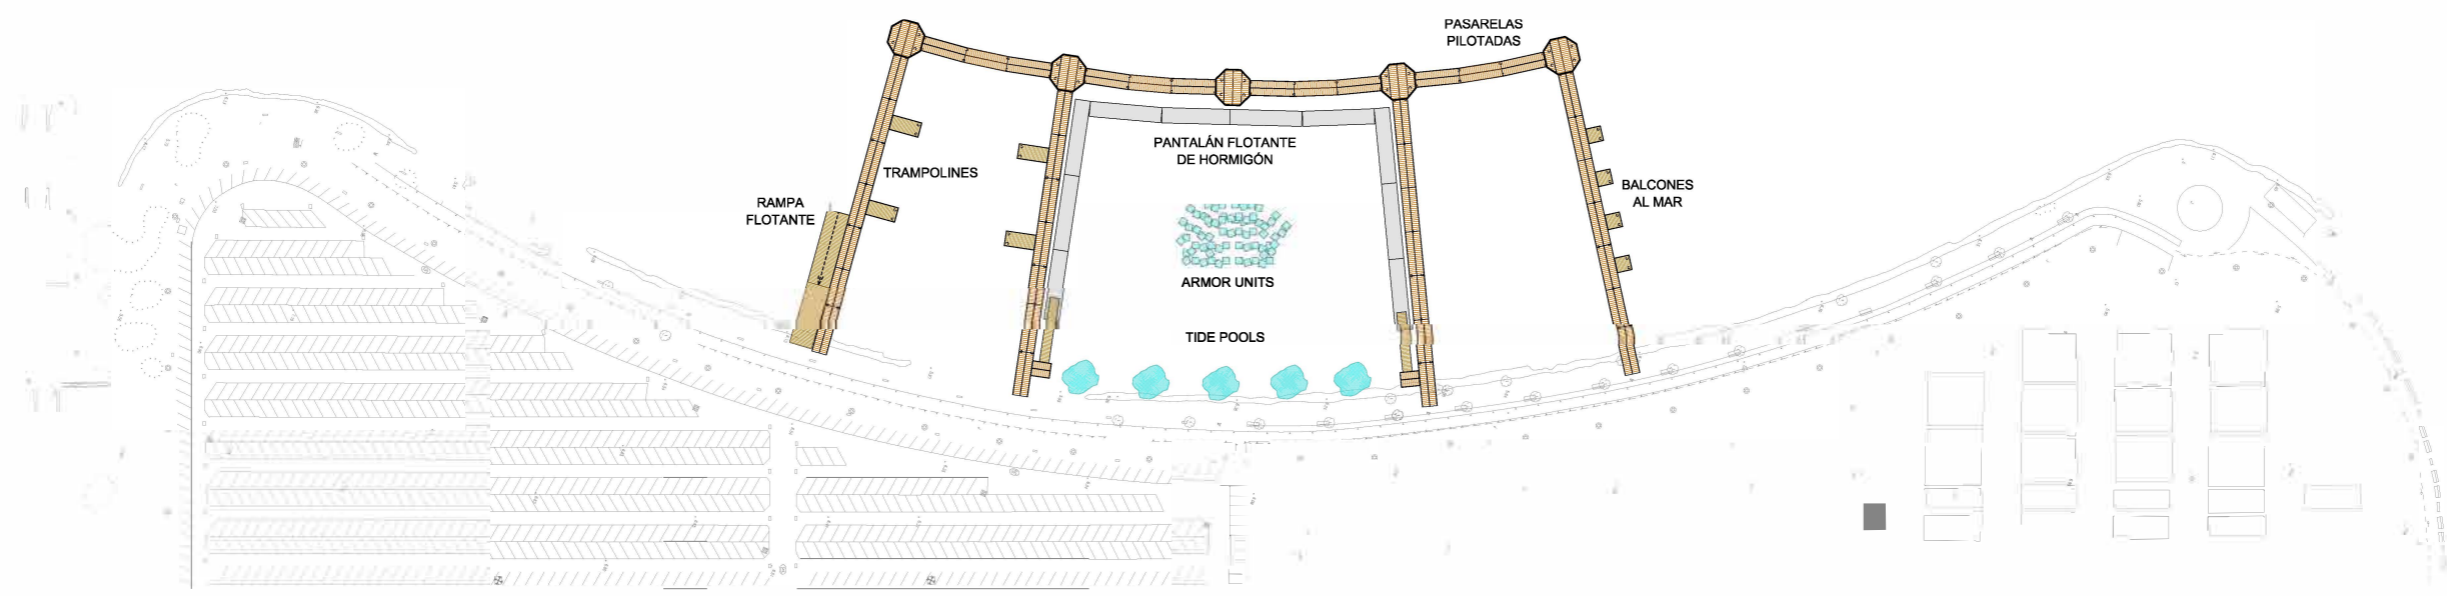 PASARELAS
PILOTADAS
PANTALÁN FLOTANTE
DE HORMIGÓN
TRAMPOLINES
RAMPA
FLOTANTE
BALCONES
AL MAR
ARMOR UNITS
TIDE POOLS